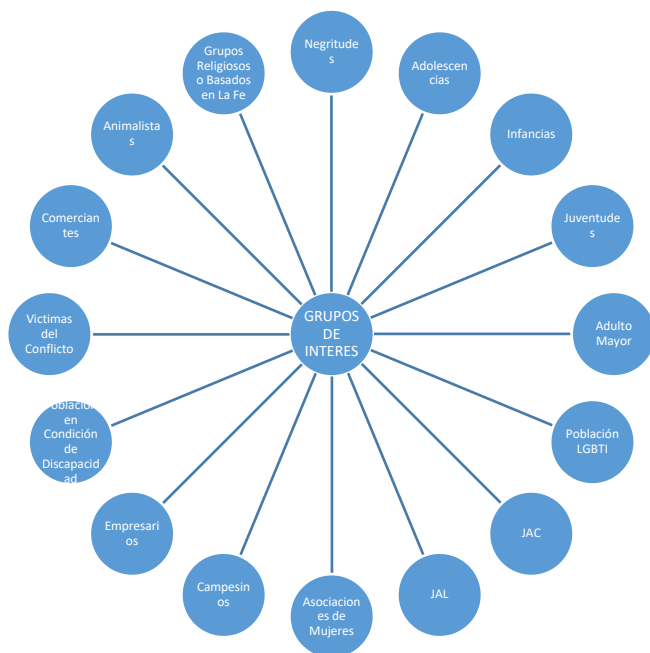 GRUPOS
DE
INTERES
Negritude
s
Adolescen
cias
Infancias
Juventude
s
Adulto
Mayor
Población
LGBTI
JAC
JAL
Asociacion
es de
Mujeres
Campesin
os
Empresari
os
Población
en
Condición
de
Discapacid
ad
Victimas
del
Conflicto
Comercian
tes
Animalista
s
Grupos
Religiosos
o Basados
en La Fe